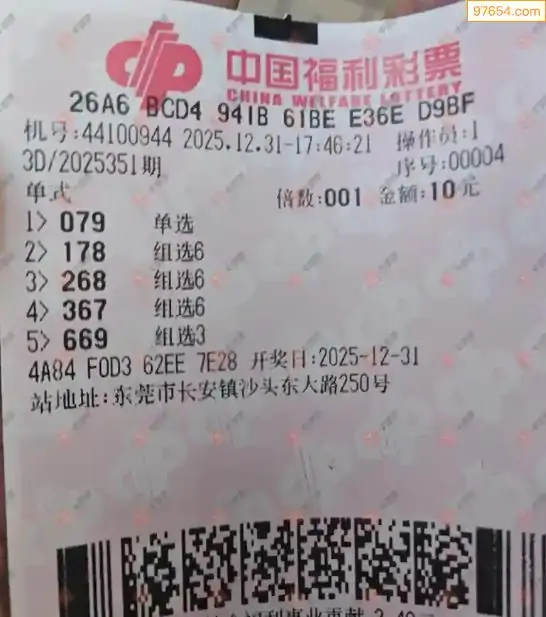 97654.com
中国福利彩票
CHINA WELFARE LOTTERY
26A6 BCD4 941B 61BE E36E D9BF
机号:44100944 2025.12.31-17:46:21 操作员:1
3D/2025351期 序号:00004
单式 倍数:001 金额:10元
1> 079 单选
2> 178 组选6
3> 268 组选6
4> 367 组选6
5> 669 组选3
4A84 F0D3 62EE 7E28 开奖日:2025-12-31
站地址:东莞市长安镇沙头东大路250号